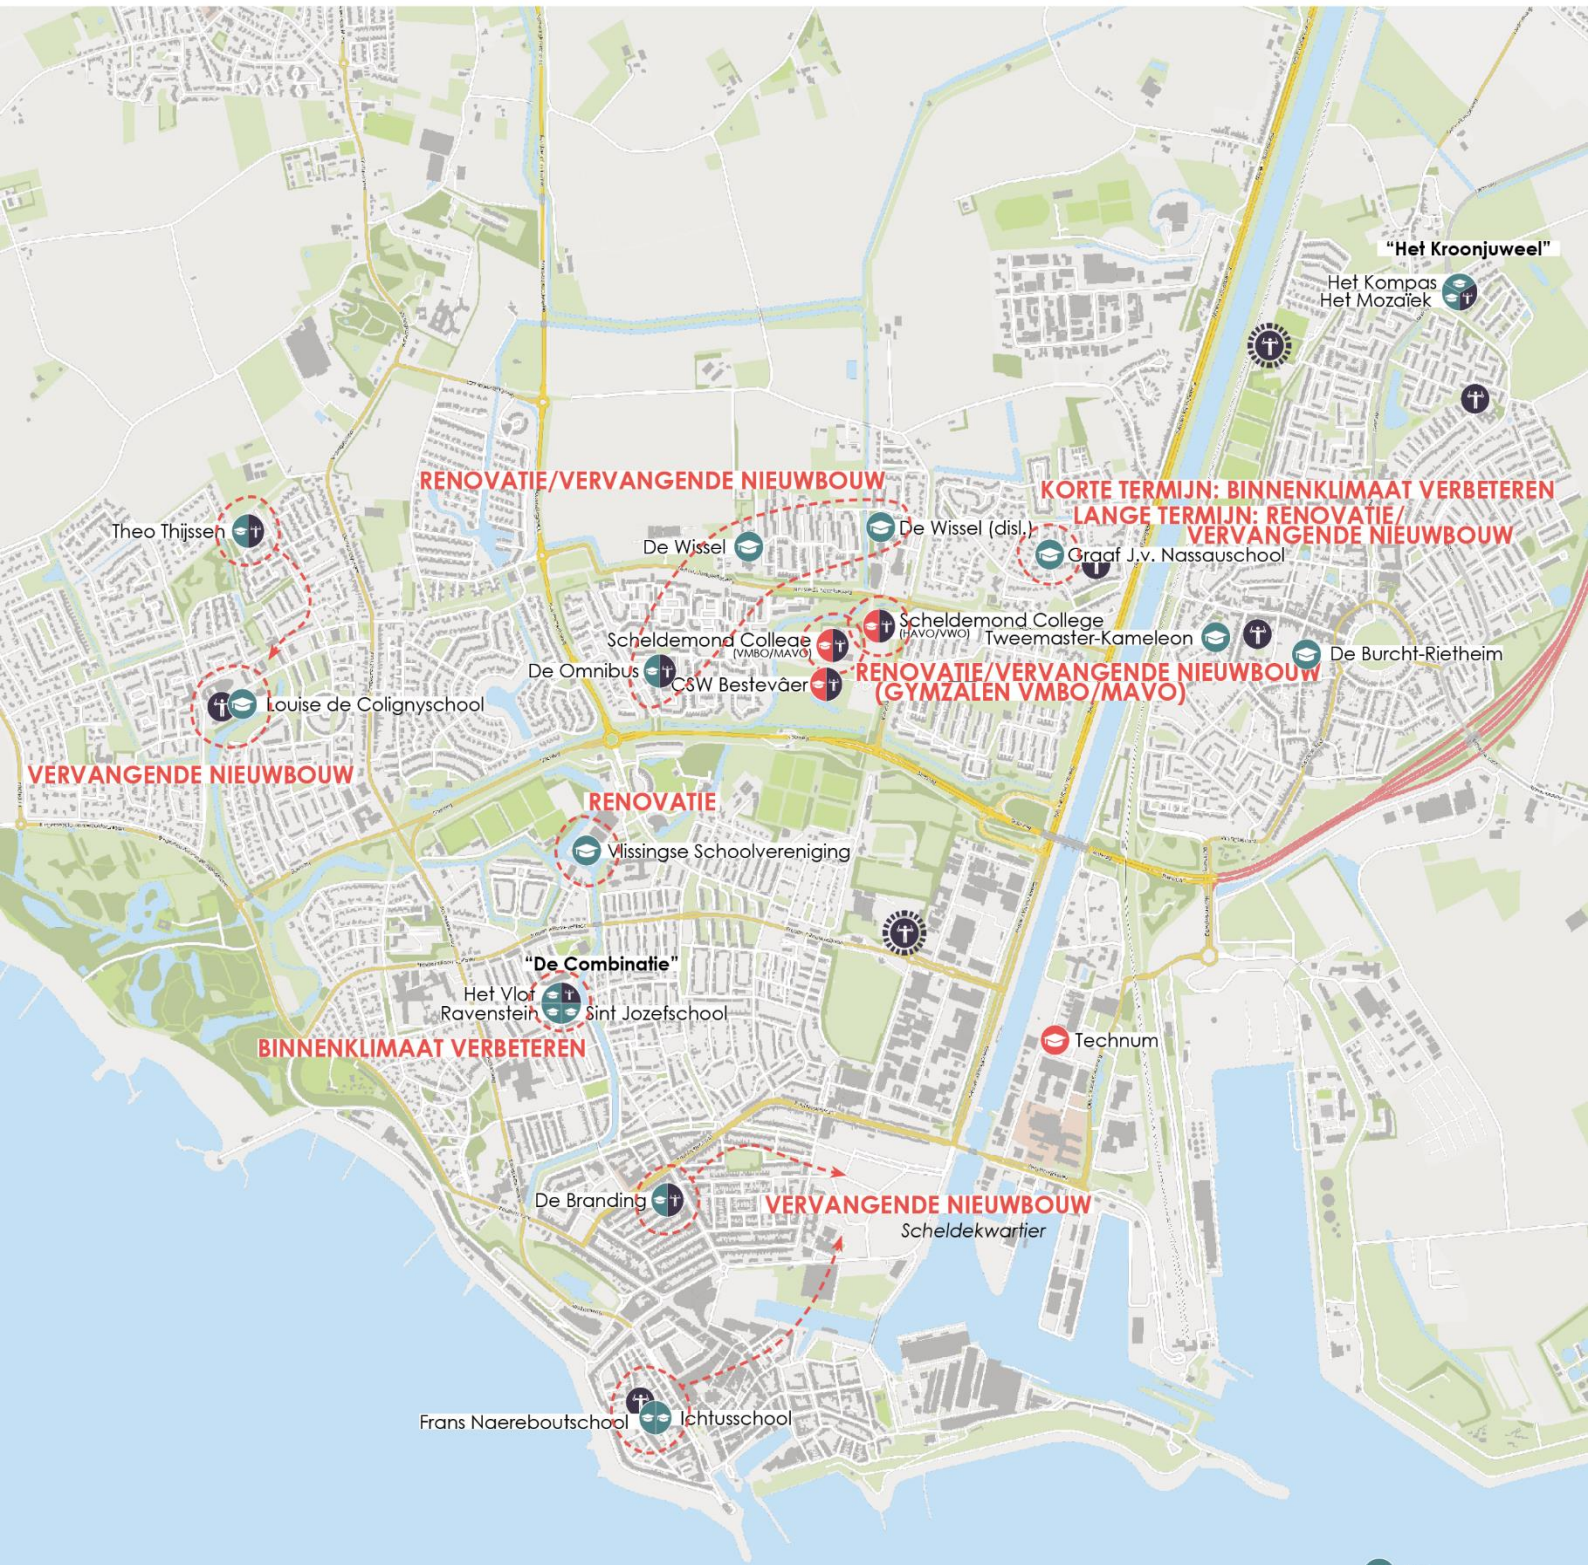 “Het Kroonjuweel”
Het Kompas
Het Mozaïek
RENOVATIE/VERVANGENDE NIEUWBOUW
KORTE TERMIJN: BINNENKLIMAAT VERBETEREN
LANGE TERMIJN: RENOVATIE/
VERVANGENDE NIEUWBOUW
Theo Thijssen
De Wissel
De Wissel (disl.)
Graaf J.v. Nassauschool
Scheldemond College
(HAVO/VWO)
Scheldemond College
(VMBO/MAVO)
Tweemaster-Kameleon
De Burcht-Rietheim
De Omnibus
CSW Bestevâer
RENOVATIE/VERVANGENDE NIEUWBOUW
(GYMZALEN VMBO/MAVO)
Louise de Colignyschool
VERVANGENDE NIEUWBOUW
RENOVATIE
Vlissingse Schoolvereniging
“De Combinatie”
Het Vlot
Ravenstein
Sint Jozefschool
BINNENKLIMAAT VERBETEREN
Technum
De Branding
VERVANGENDE NIEUWBOUW
Scheldekwartier
Frans Naereboutschool
Ichtusschool